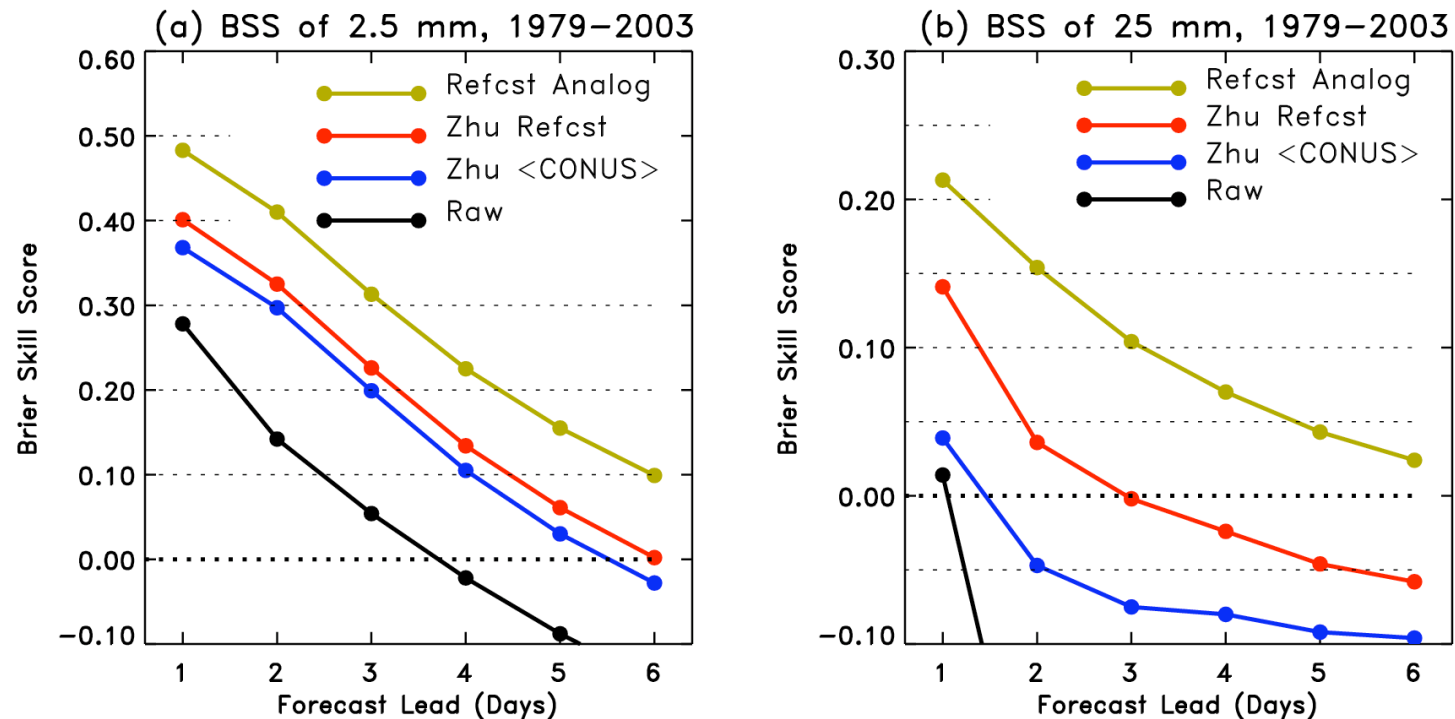 (a) BSS of 2.5 mm, 1979-2003
0.60
0.50
0.40
0.30
0.20
0.10
0.00
-0.10
Brier Skill Score
Refcst Analog
Zhu Refcst
Zhu <CONUS>
Raw
1 2 3 4 5 6
Forecast Lead (Days)
(b) BSS of 25 mm, 1979-2003
0.30
0.20
0.10
0.00
-0.10
Brier Skill Score
Refcst Analog
Zhu Refcst
Zhu <CONUS>
Raw
1 2 3 4 5 6
Forecast Lead (Days)